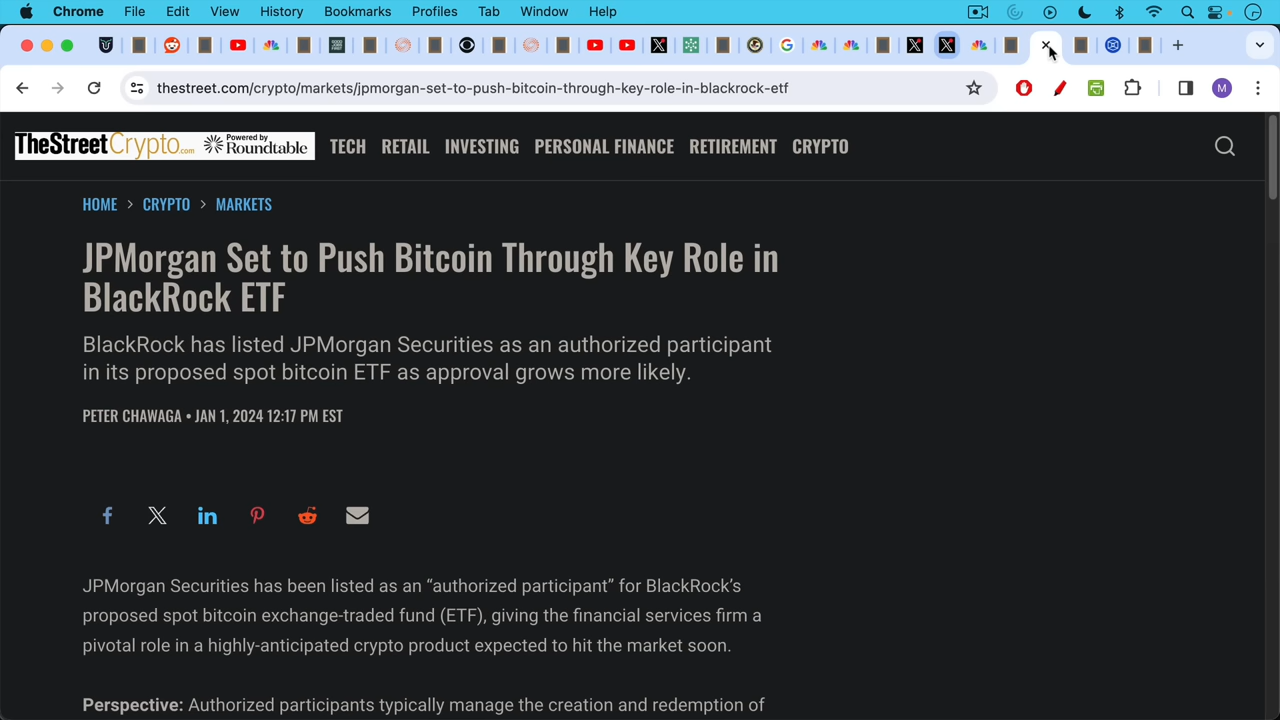 Chrome File Edit View History Bookmarks Profiles Tab Window Help
thestreet.com/crypto/markets/jpmorgan-set-to-push-bitcoin-through-key-role-in-blackrock-etf
M
TheStreetCrypto.com Powered by Roundtable TECH RETAIL INVESTING PERSONAL FINANCE RETIREMENT CRYPTO
HOME > CRYPTO > MARKETS
JPMorgan Set to Push Bitcoin Through Key Role in
BlackRock ETF
BlackRock has listed JPMorgan Securities as an authorized participant
in its proposed spot bitcoin ETF as approval grows more likely.
PETER CHAWAGA • JAN 1, 2024 12:17 PM EST
JPMorgan Securities has been listed as an “authorized participant” for BlackRock’s
proposed spot bitcoin exchange-traded fund (ETF), giving the financial services firm a
pivotal role in a highly-anticipated crypto product expected to hit the market soon.
Perspective: Authorized participants typically manage the creation and redemption of